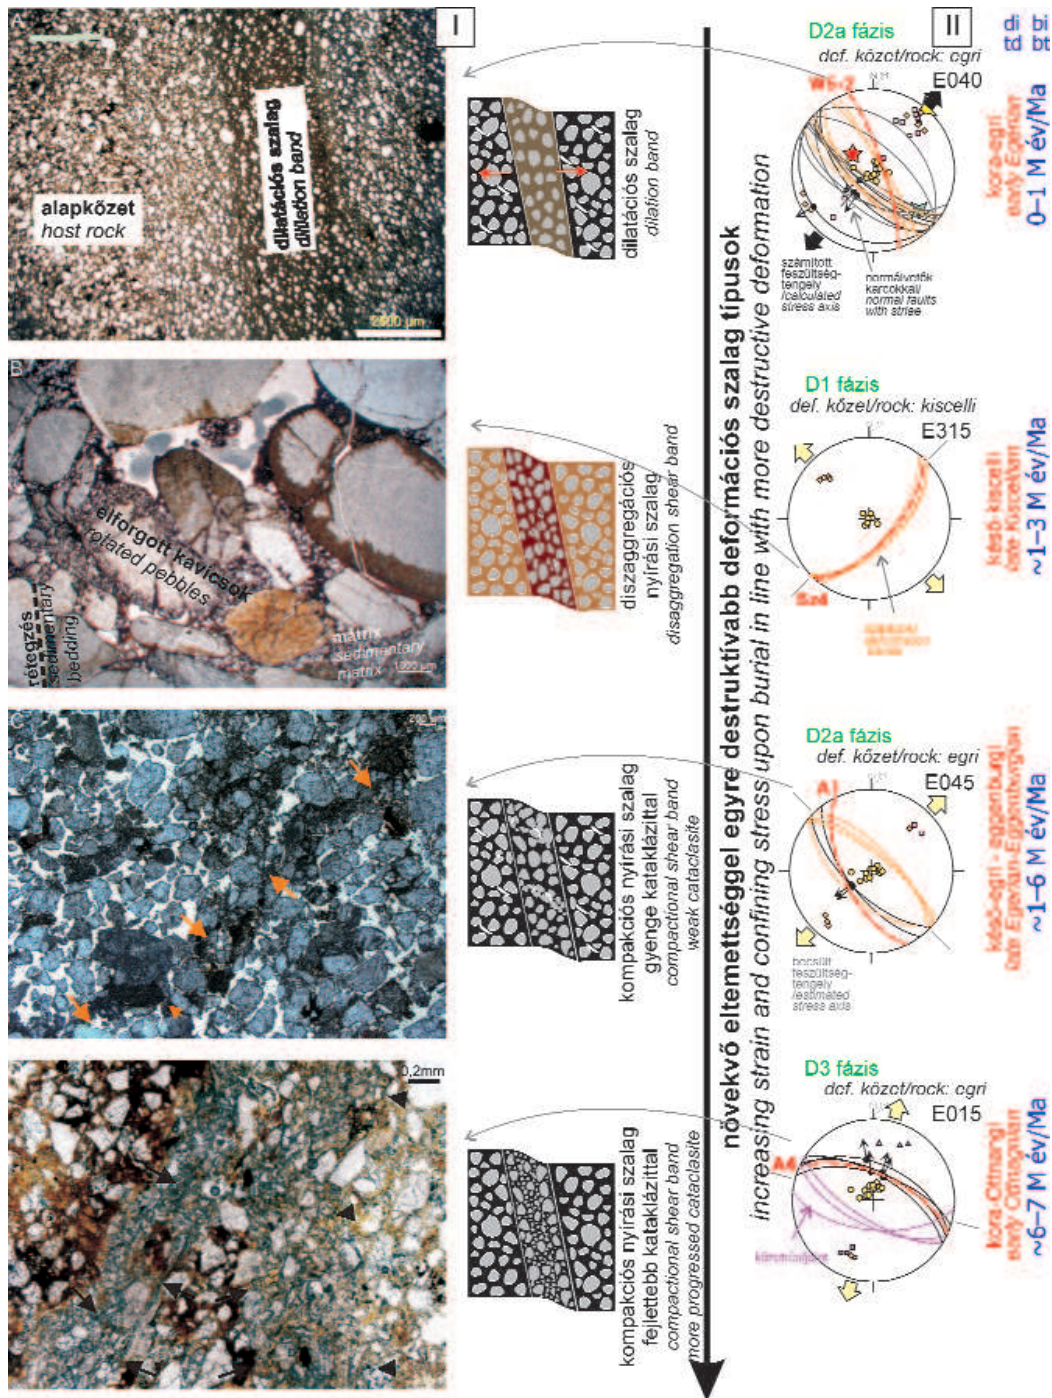 A
alapkőzet
host rock
dilatációs szalag
dilation band
2500 µm
B
elforgott kavicsok
rotated pebbles
rétegzés
sedimentary
bedding
matrix
sedimentary
matrix
1000 µm
C
200 µm
0,2mm
I
dilatációs szalag
dilation band
diszaggregációs
nyírási szalag
disaggregation shear band
kompakciós nyírási szalag
gyenge kataklázittal
compactional shear band
weak cataclasite
kompakciós nyírási szalag
fejlettebb kataklázittal
compactional shear band
more progressed cataclasite
növekvő eltemettséggel egyre destruktívabb deformációs szalag típusok
increasing strain and confining stress upon burial in line with more destructive deformation
II
D2a fázis
def. kőzet/rock: egri
E040
számított
feszültség-
tengely
/calculated
stress axis
normálvetők
karcokkal/
normal faults
with striae
D1 fázis
def. kőzet/rock: kiscelli
E315
Sz4
D2a fázis
def. kőzet/rock: egri
E045
A1
becsült
feszültség-
tengely
/estimated
stress axis
D3 fázis
def. kőzet/rock: egri
E015
A4
di bi
td bt
kora-egri
early Egerian
0–1 M év/Ma
késő-kiscelli
late Kiscellian
~1–3 M év/Ma
késő-egri - eggenburgi
late Egerian-Eggenburgian
~1–6 M év/Ma
kora-Ottnangi
early Ottnangian
~6–7 M év/Ma